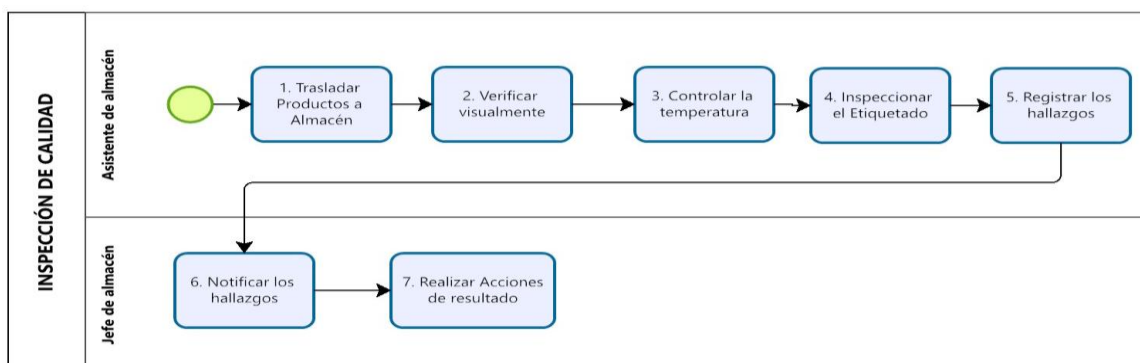 INSPECCIÓN DE CALIDAD
Asistente de almacén
1. Trasladar
Productos a
Almacén
2. Verificar
visualmente
3. Controlar la
temperatura
4. Inspeccionar
el Etiquetado
5. Registrar los
hallazgos
Jefe de almacén
6. Notificar los
hallazgos
7. Realizar Acciones
de resultado